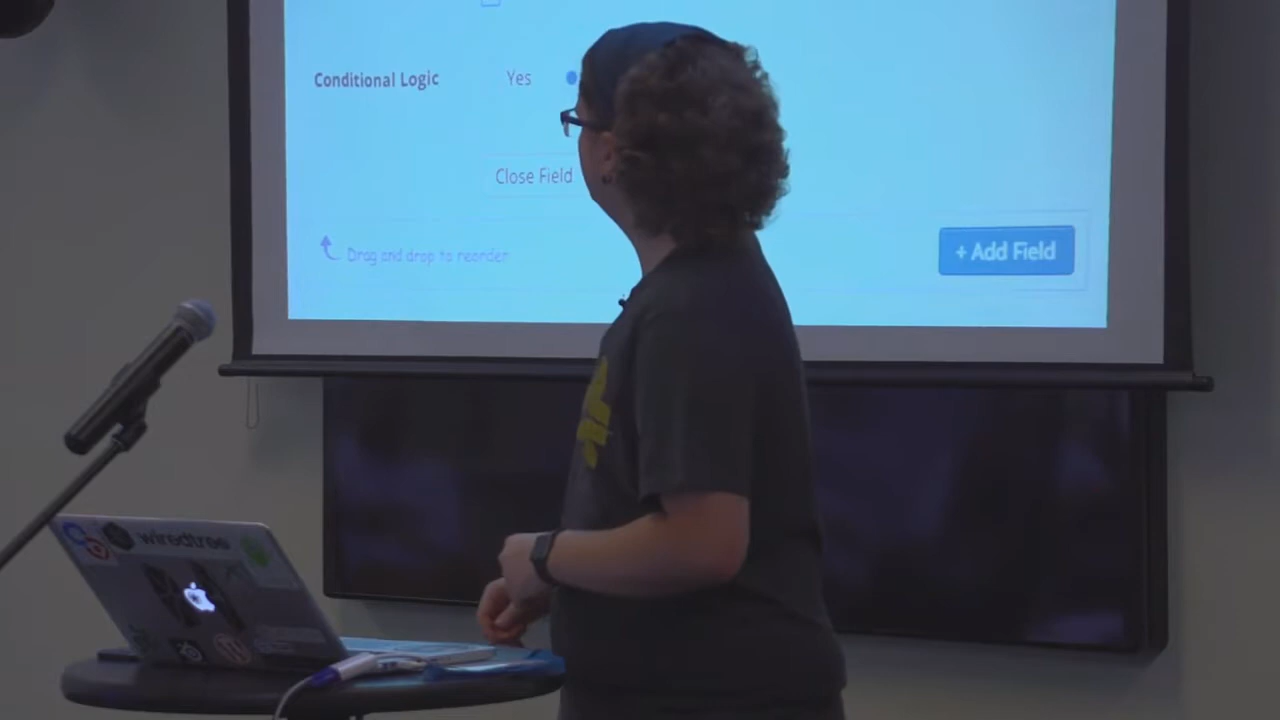 Conditional Logic Yes
Close Field
Drag and drop to reorder
+ Add Field
wiredtree